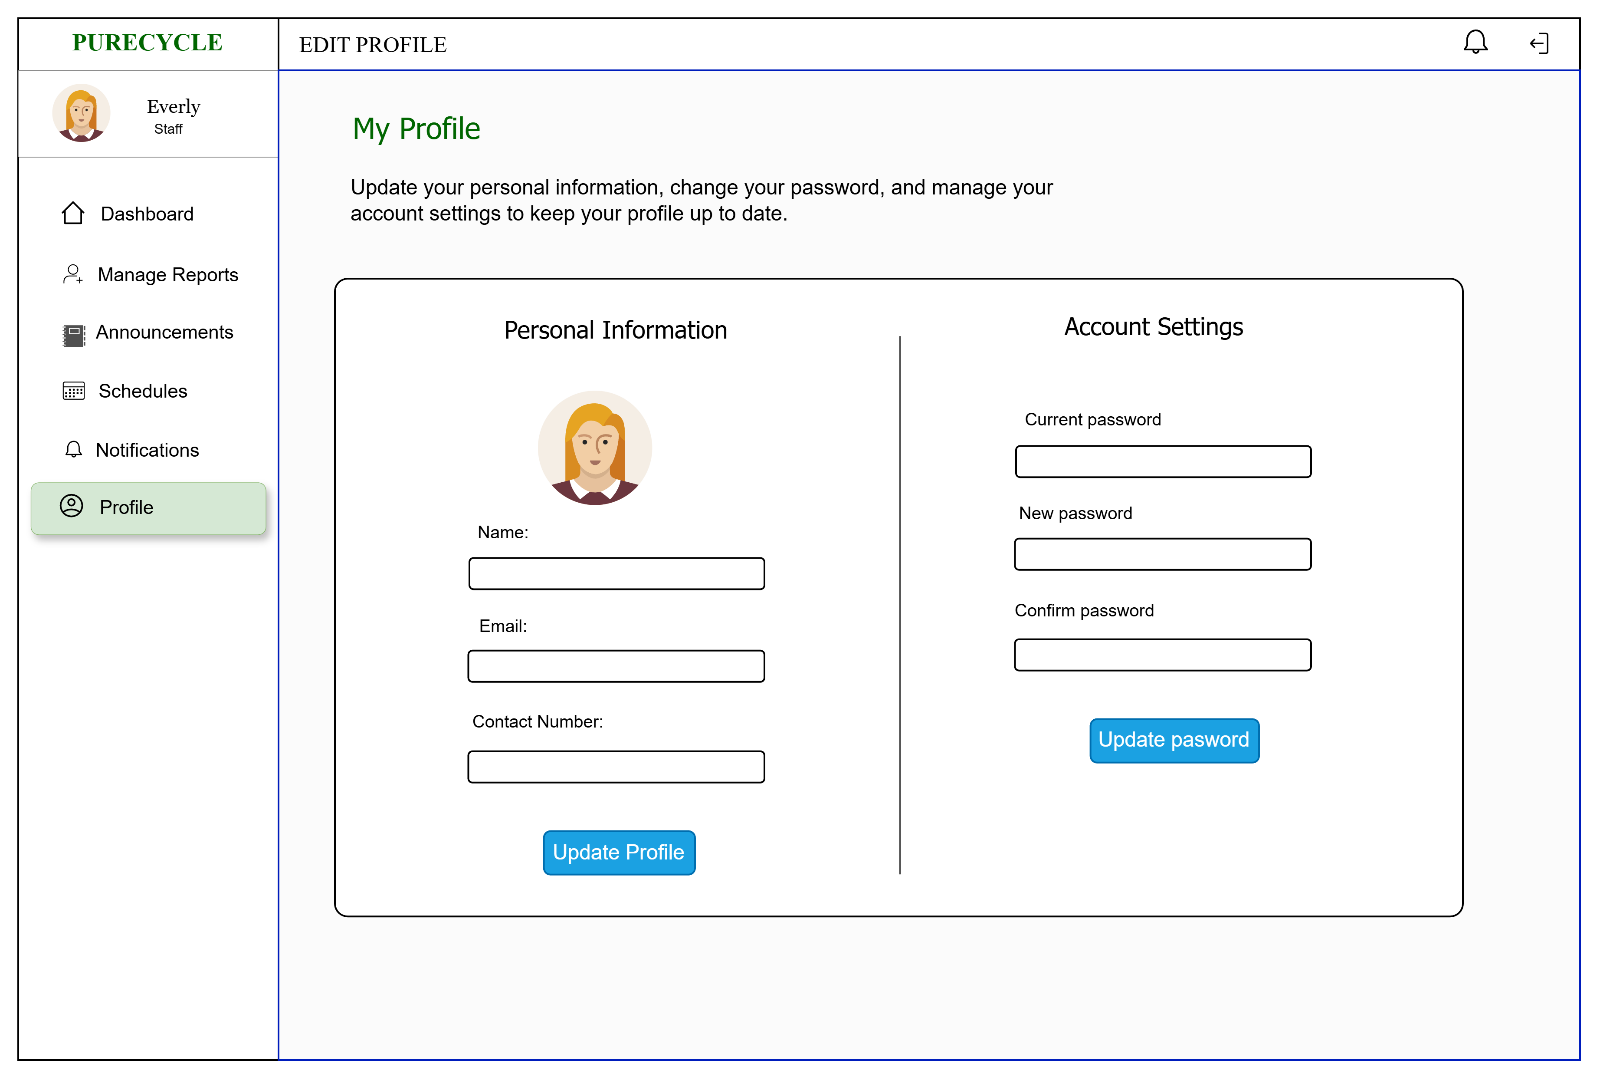 PURECYCLE
EDIT PROFILE
Everly
Staff
Dashboard
Manage Reports
Announcements
Schedules
Notifications
Profile
My Profile
Update your personal information, change your password, and manage your
account settings to keep your profile up to date.
Personal Information
Name:
Email:
Contact Number:
Update Profile
Account Settings
Current password
New password
Confirm password
Update pasword